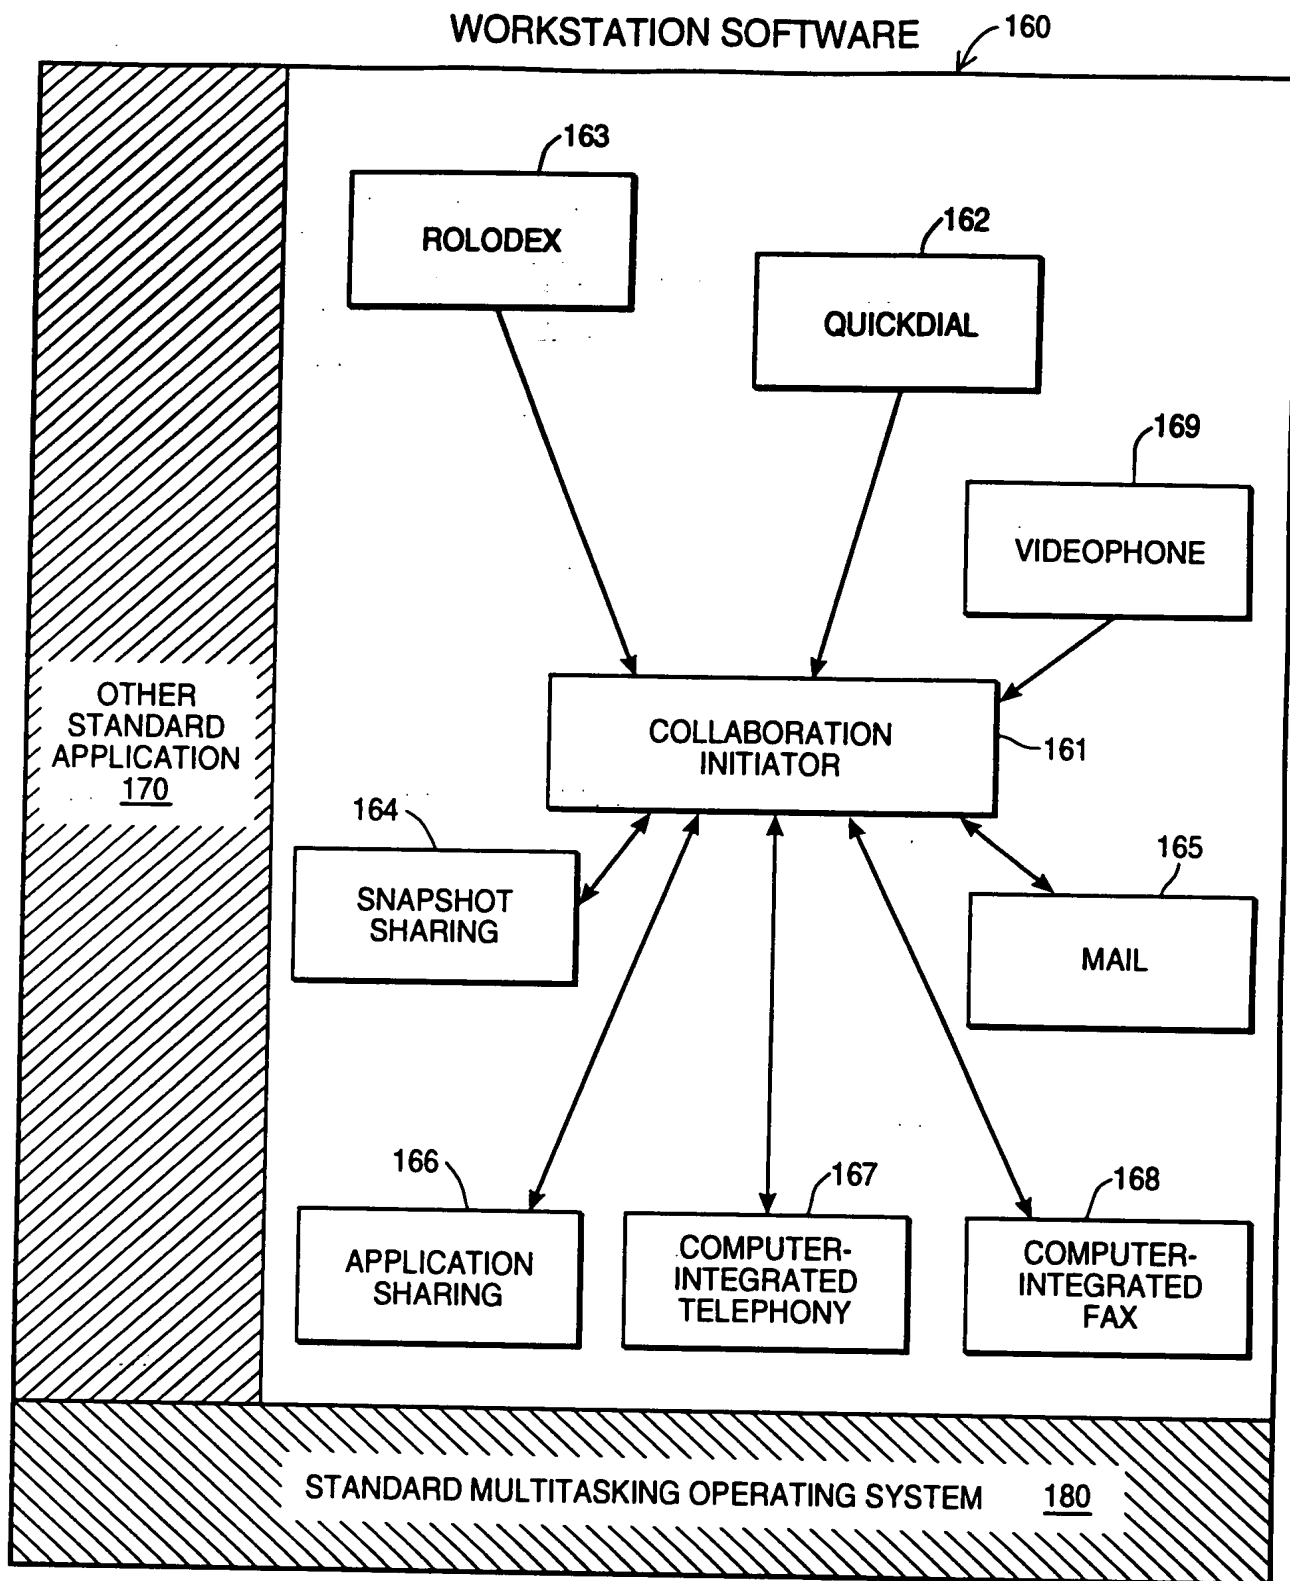 WORKSTATION SOFTWARE
160
163
ROLODEX
162
QUICKDIAL
169
VIDEOPHONE
OTHER
STANDARD
APPLICATION
170
COLLABORATION
INITIATOR
161
164
SNAPSHOT
SHARING
165
MAIL
166
APPLICATION
SHARING
167
COMPUTER-
INTEGRATED
TELEPHONY
168
COMPUTER-
INTEGRATED
FAX
STANDARD MULTITASKING OPERATING SYSTEM 180